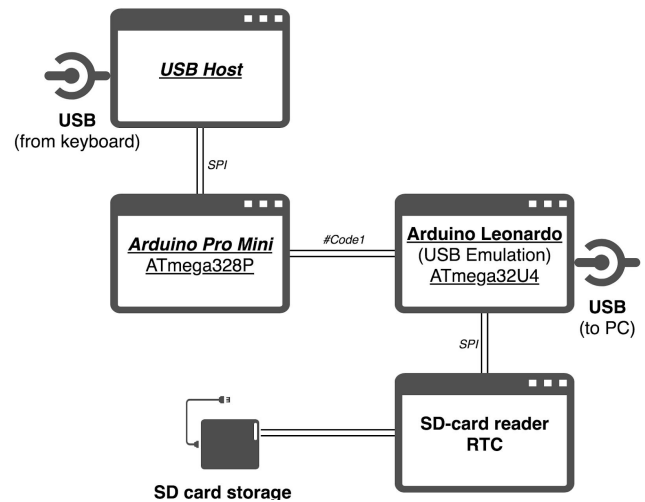 USB Host
USB
(from keyboard)
SPI
Arduino Pro Mini
ATmega328P
#Code1
Arduino Leonardo
(USB Emulation)
ATmega32U4
USB
(to PC)
SPI
SD-card reader
RTC
SD card storage